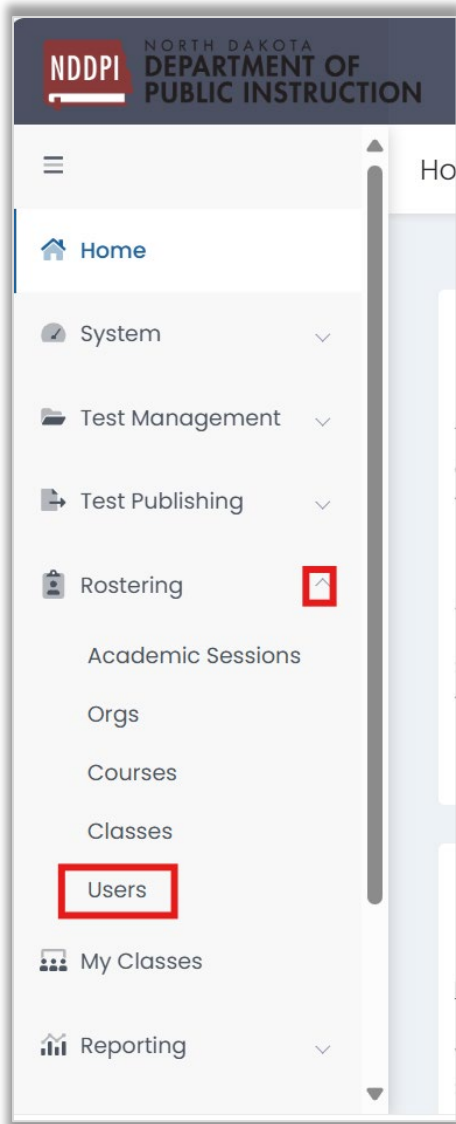 NDDPI
NORTH DAKOTA
DEPARTMENT OF
PUBLIC INSTRUCTION
Ho
Home
System
Test Management
Test Publishing
Rostering
Academic Sessions
Orgs
Courses
Classes
Users
My Classes
Reporting